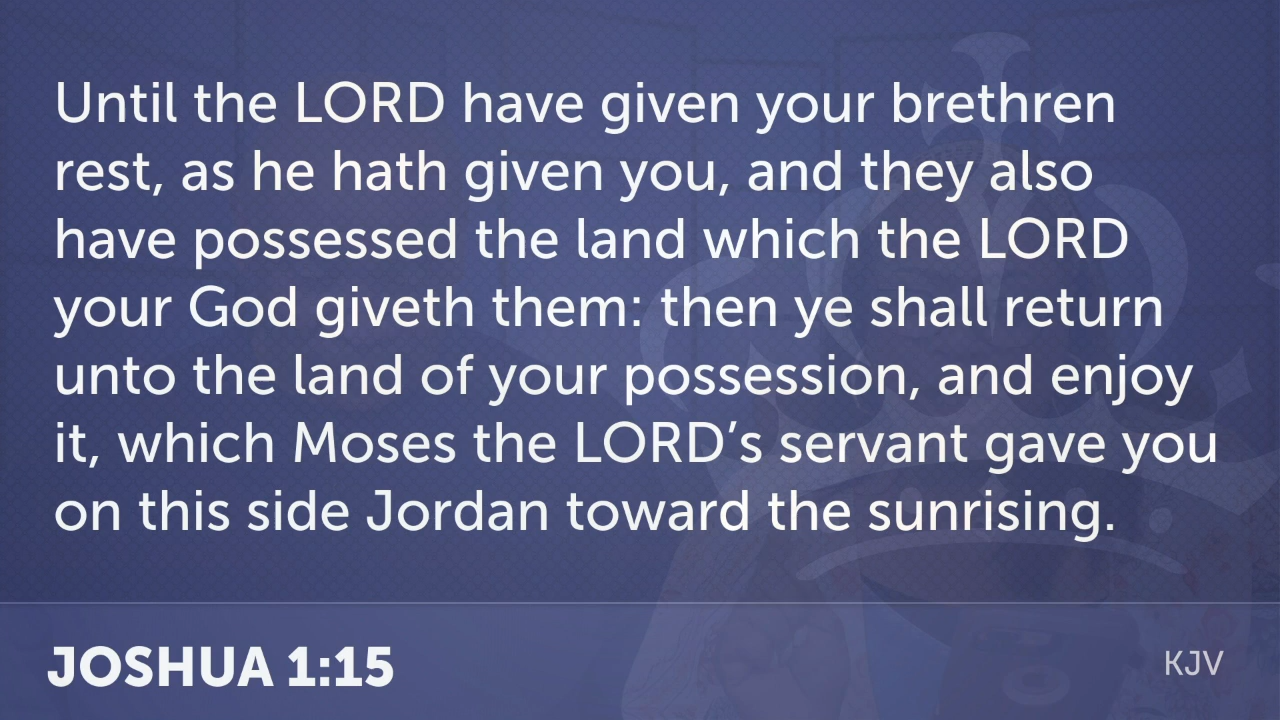 Until the LORD have given your brethren
rest, as he hath given you, and they also
have possessed the land which the LORD
your God giveth them: then ye shall return
unto the land of your possession, and enjoy
it, which Moses the LORD’s servant gave you
on this side Jordan toward the sunrising.
JOSHUA 1:15
KJV